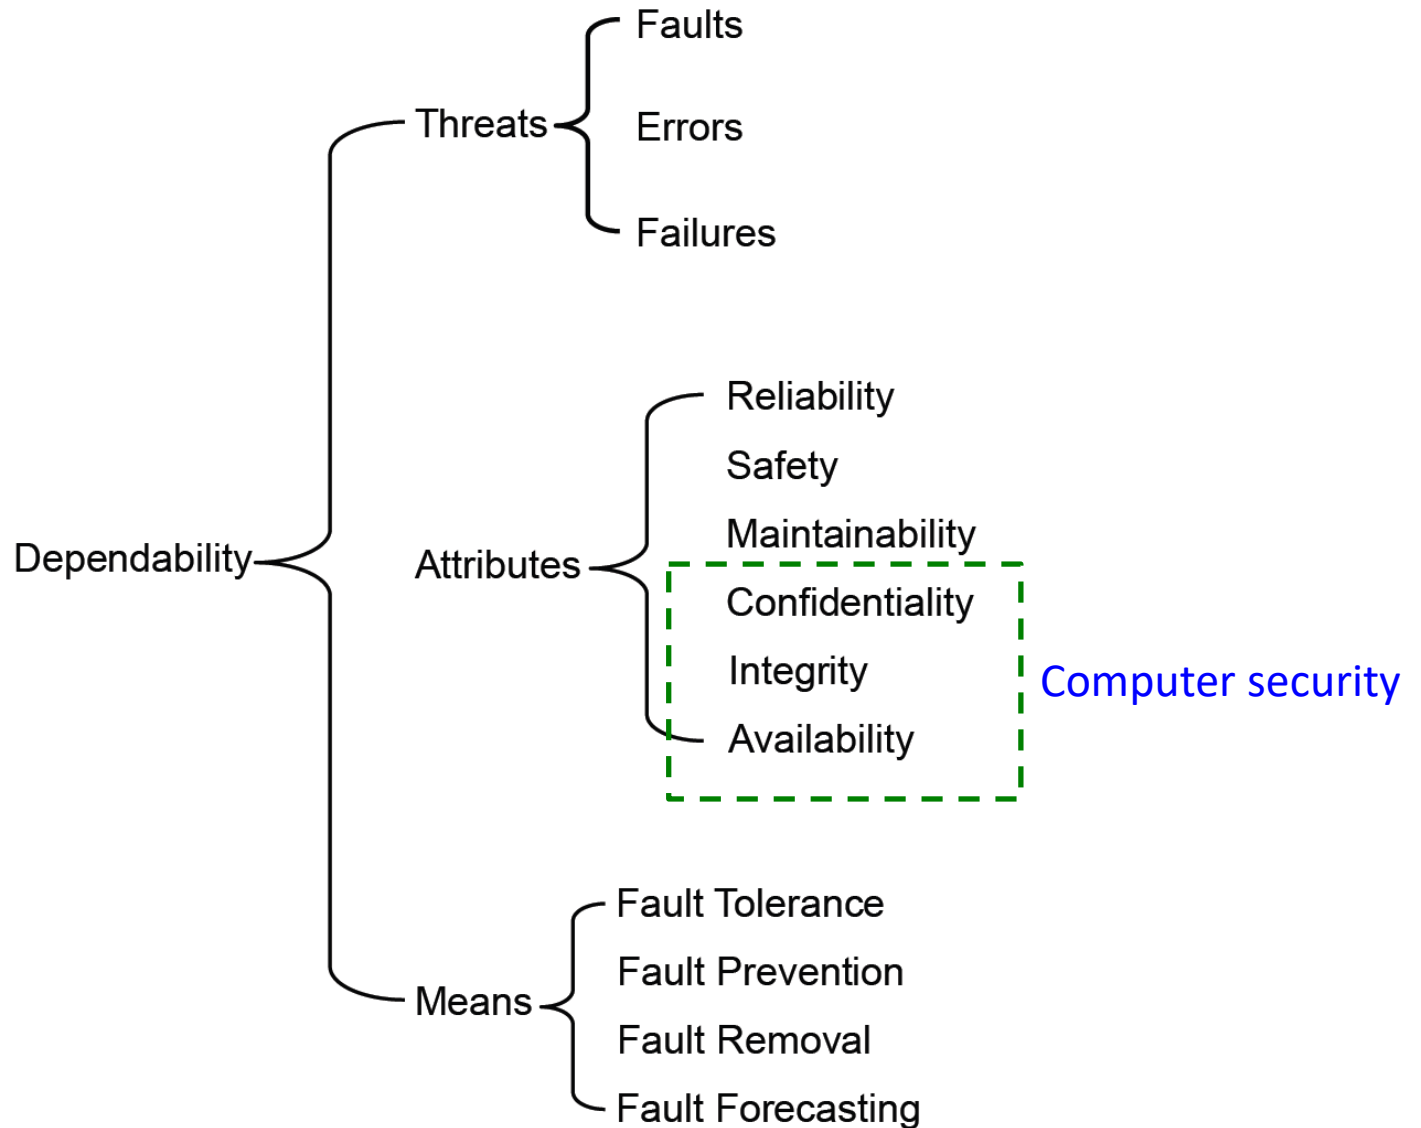 Dependability
Threats
Faults
Errors
Failures
Attributes
Reliability
Safety
Maintainability
Confidentiality
Integrity
Availability
Computer security
Means
Fault Tolerance
Fault Prevention
Fault Removal
Fault Forecasting